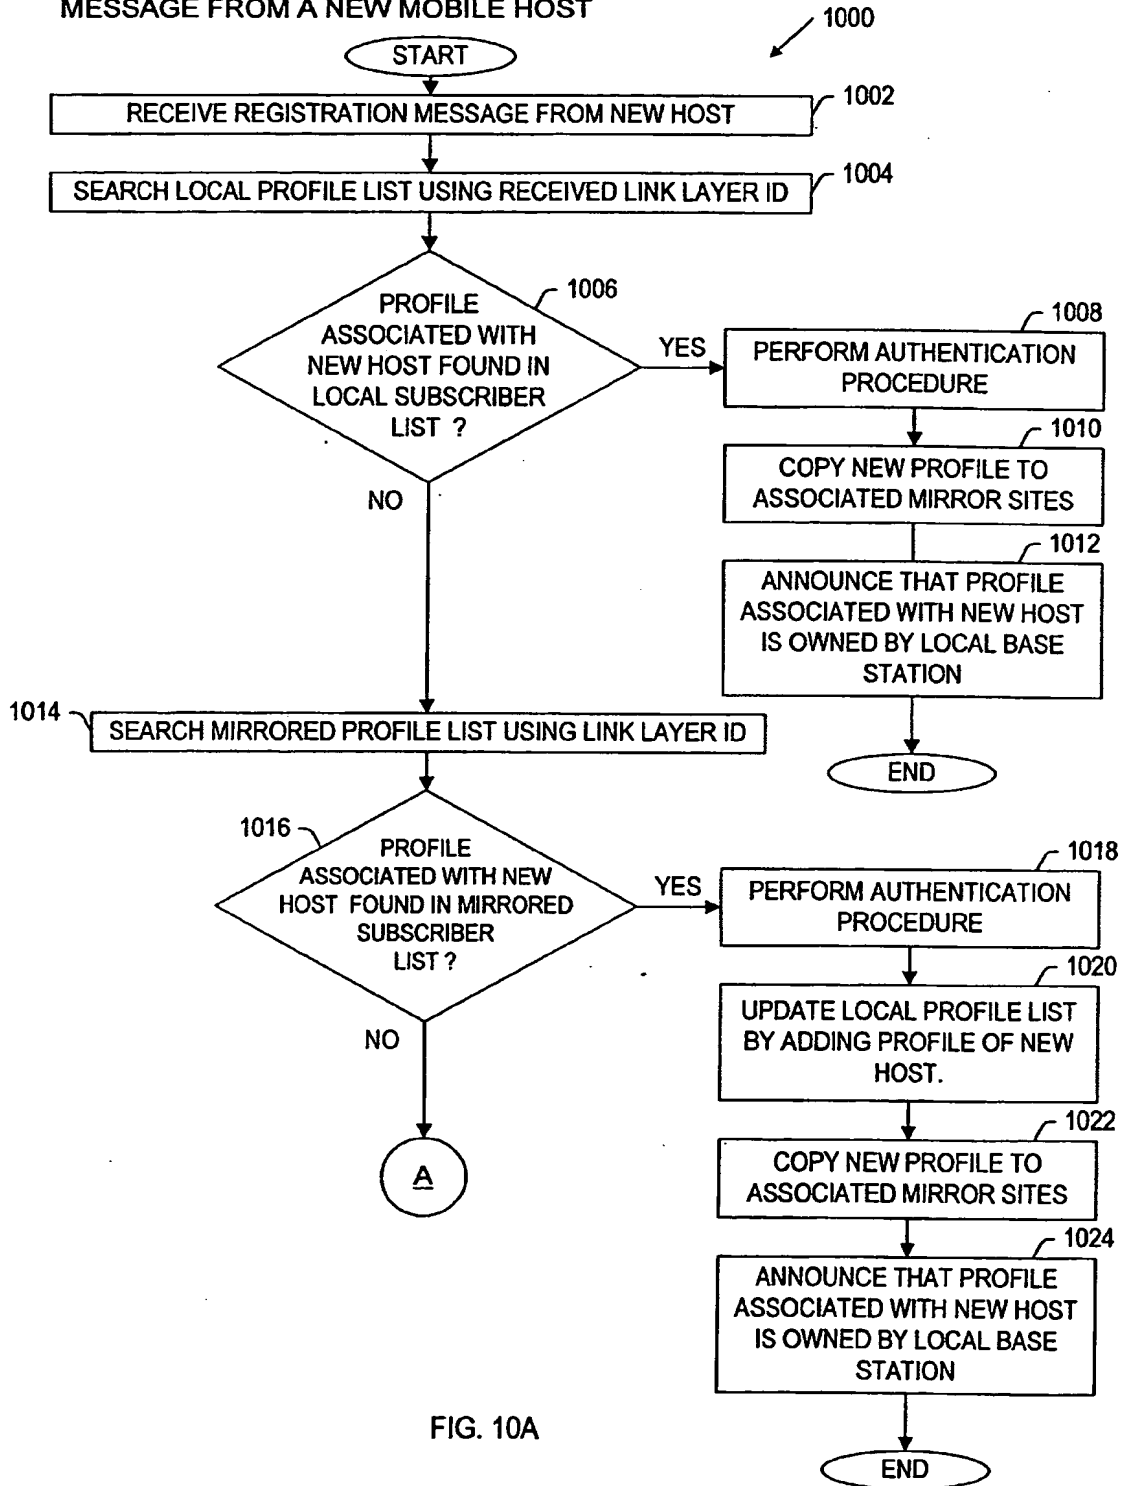 MESSAGE FROM A NEW MOBILE HOST
1000
START
RECEIVE REGISTRATION MESSAGE FROM NEW HOST
1002
SEARCH LOCAL PROFILE LIST USING RECEIVED LINK LAYER ID
1004
PROFILE
ASSOCIATED WITH
NEW HOST FOUND IN
LOCAL SUBSCRIBER
LIST ?
1006
YES
NO
1008
PERFORM AUTHENTICATION
PROCEDURE
1010
COPY NEW PROFILE TO
ASSOCIATED MIRROR SITES
1012
ANNOUNCE THAT PROFILE
ASSOCIATED WITH NEW HOST
IS OWNED BY LOCAL BASE
STATION
END
1014
SEARCH MIRRORED PROFILE LIST USING LINK LAYER ID
1016
PROFILE
ASSOCIATED WITH NEW
HOST FOUND IN MIRRORED
SUBSCRIBER
LIST ?
YES
NO
A
1018
PERFORM AUTHENTICATION
PROCEDURE
1020
UPDATE LOCAL PROFILE LIST
BY ADDING PROFILE OF NEW
HOST.
1022
COPY NEW PROFILE TO
ASSOCIATED MIRROR SITES
1024
ANNOUNCE THAT PROFILE
ASSOCIATED WITH NEW HOST
IS OWNED BY LOCAL BASE
STATION
END
FIG. 10A